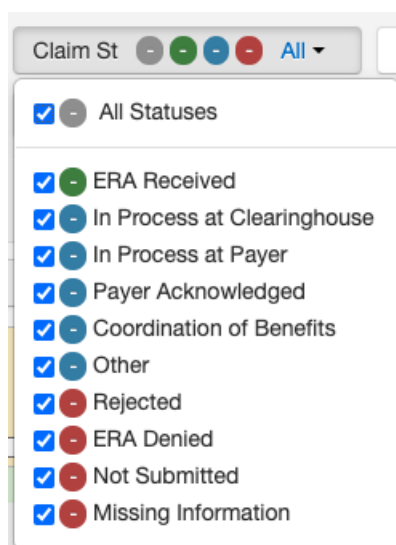 Claim St - - - - All
- All Statuses
- ERA Received
- In Process at Clearinghouse
- In Process at Payer
- Payer Acknowledged
- Coordination of Benefits
- Other
- Rejected
- ERA Denied
- Not Submitted
- Missing Information